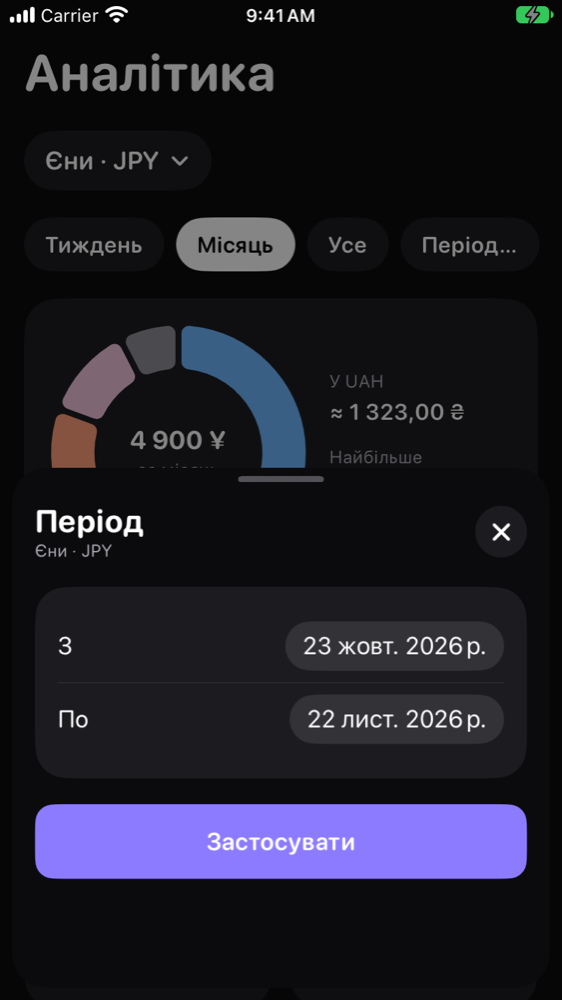 Carrier 9:41 AM
Аналітика
Єни · JPY
Тиждень Місяць Усе Період...
У UAH
4 900 ¥ ≈ 1 323,00 ₴
Найбільше
Період
Єни · JPY
З 23 жовт. 2026 р.
По 22 лист. 2026 р.
Застосувати